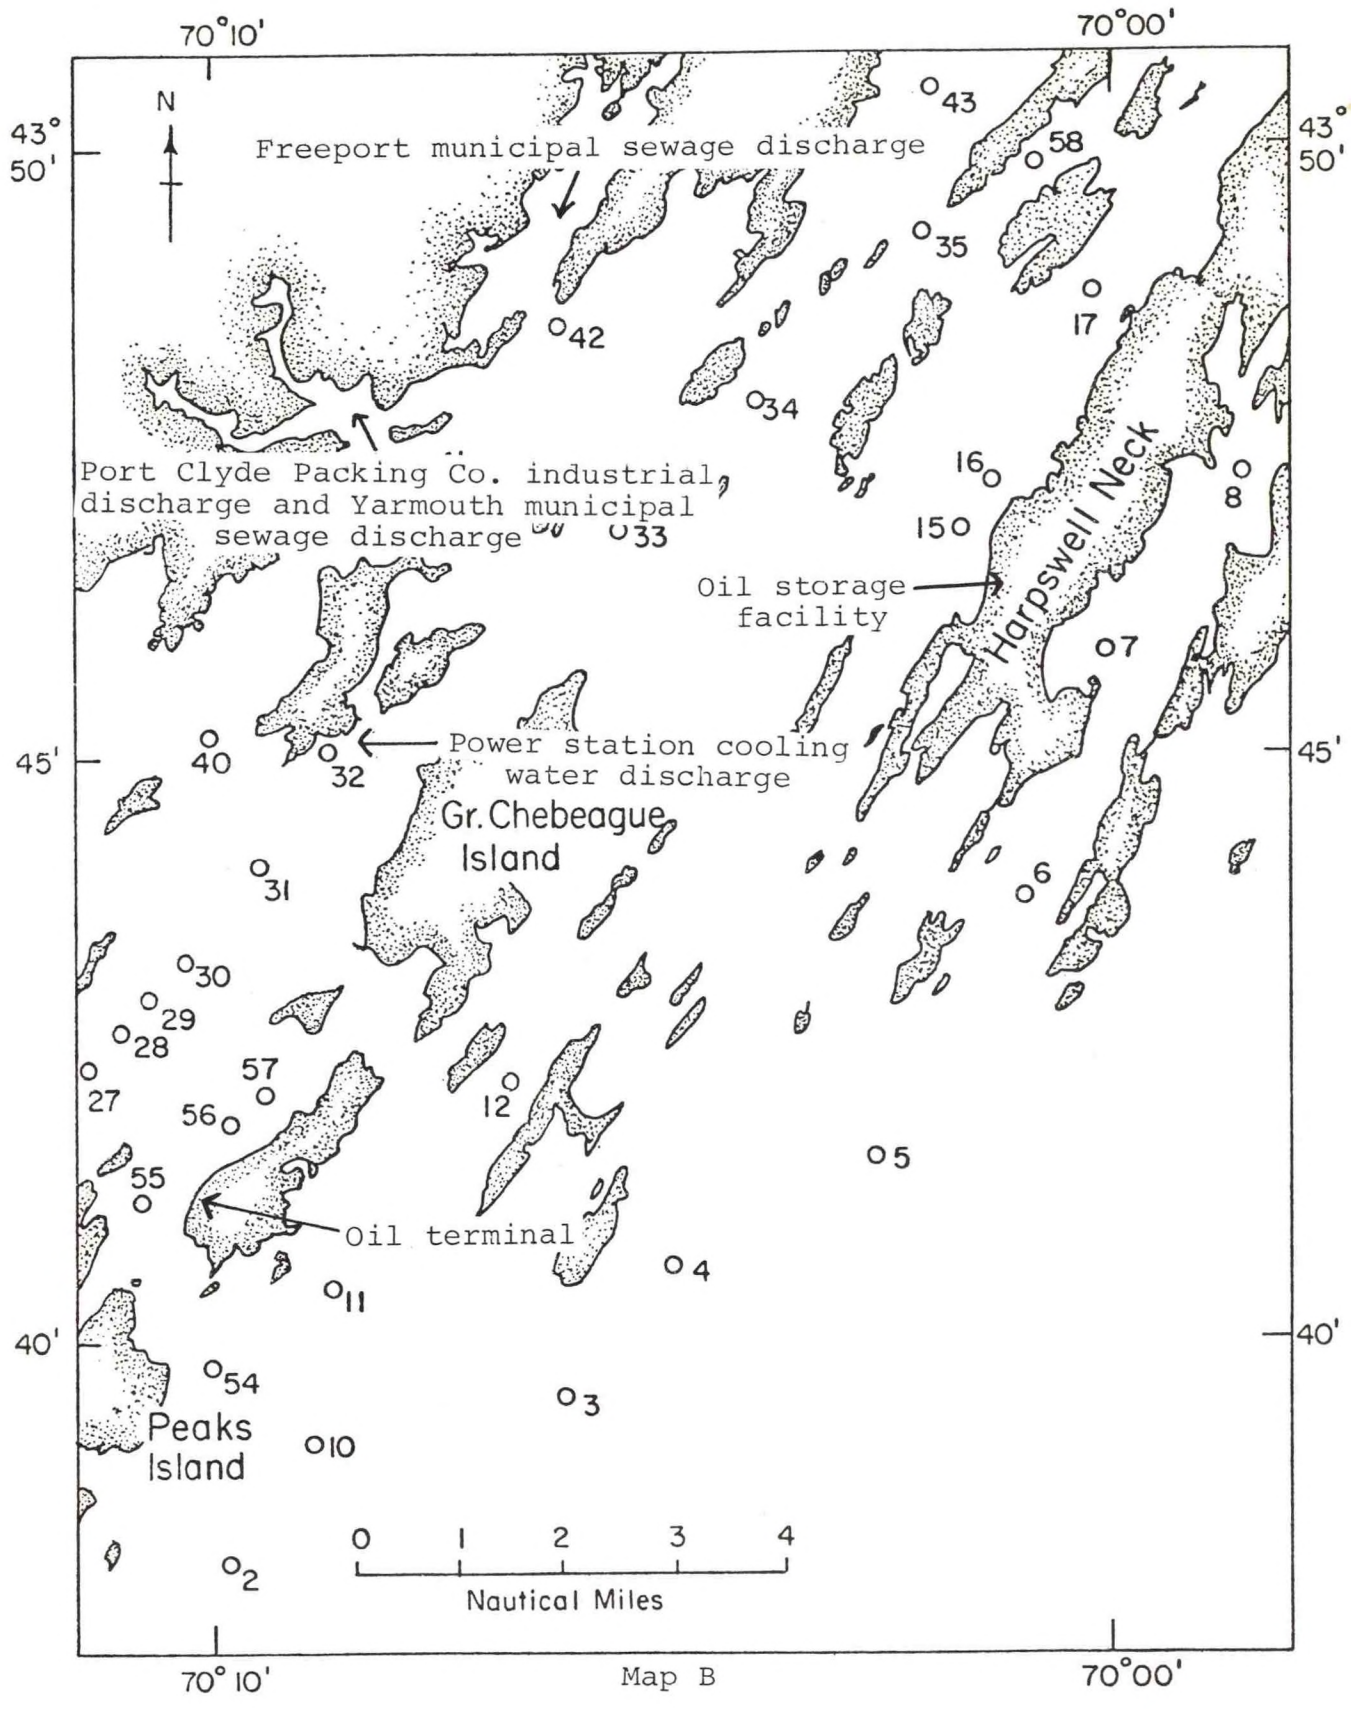 70°10'
70°00'
N
43
43°
50'
Freeport municipal sewage discharge
58
43°
50'
35
17
42
34
Port Clyde Packing Co. industrial
discharge and Yarmouth municipal
sewage discharge
33
16
15
8
Harpswell Neck
Oil storage
facility
7
45'
40
32
Power station cooling
water discharge
45'
Gr. Chebeague
Island
31
6
30
29
28
27
57
56
12
55
5
Oil terminal
4
11
40'
40'
54
3
Peaks
Island
10
0 1 2 3 4
Nautical Miles
2
70°10'
Map B
70°00'